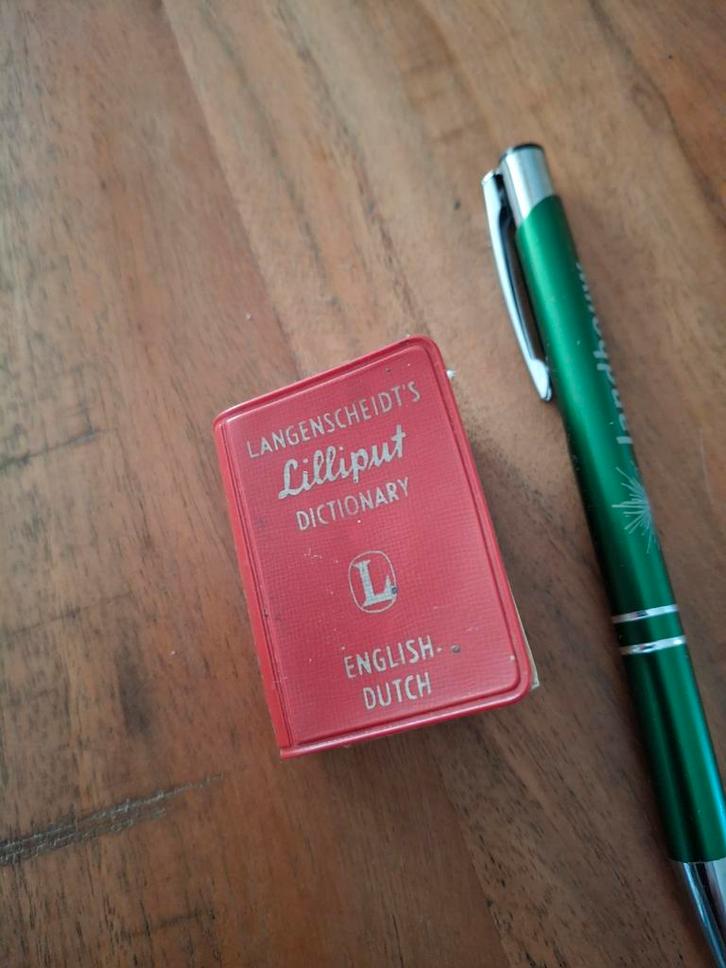 LANGENSCHEIDT'S
Lilliput
DICTIONARY
L
ENGLISH-
DUTCH